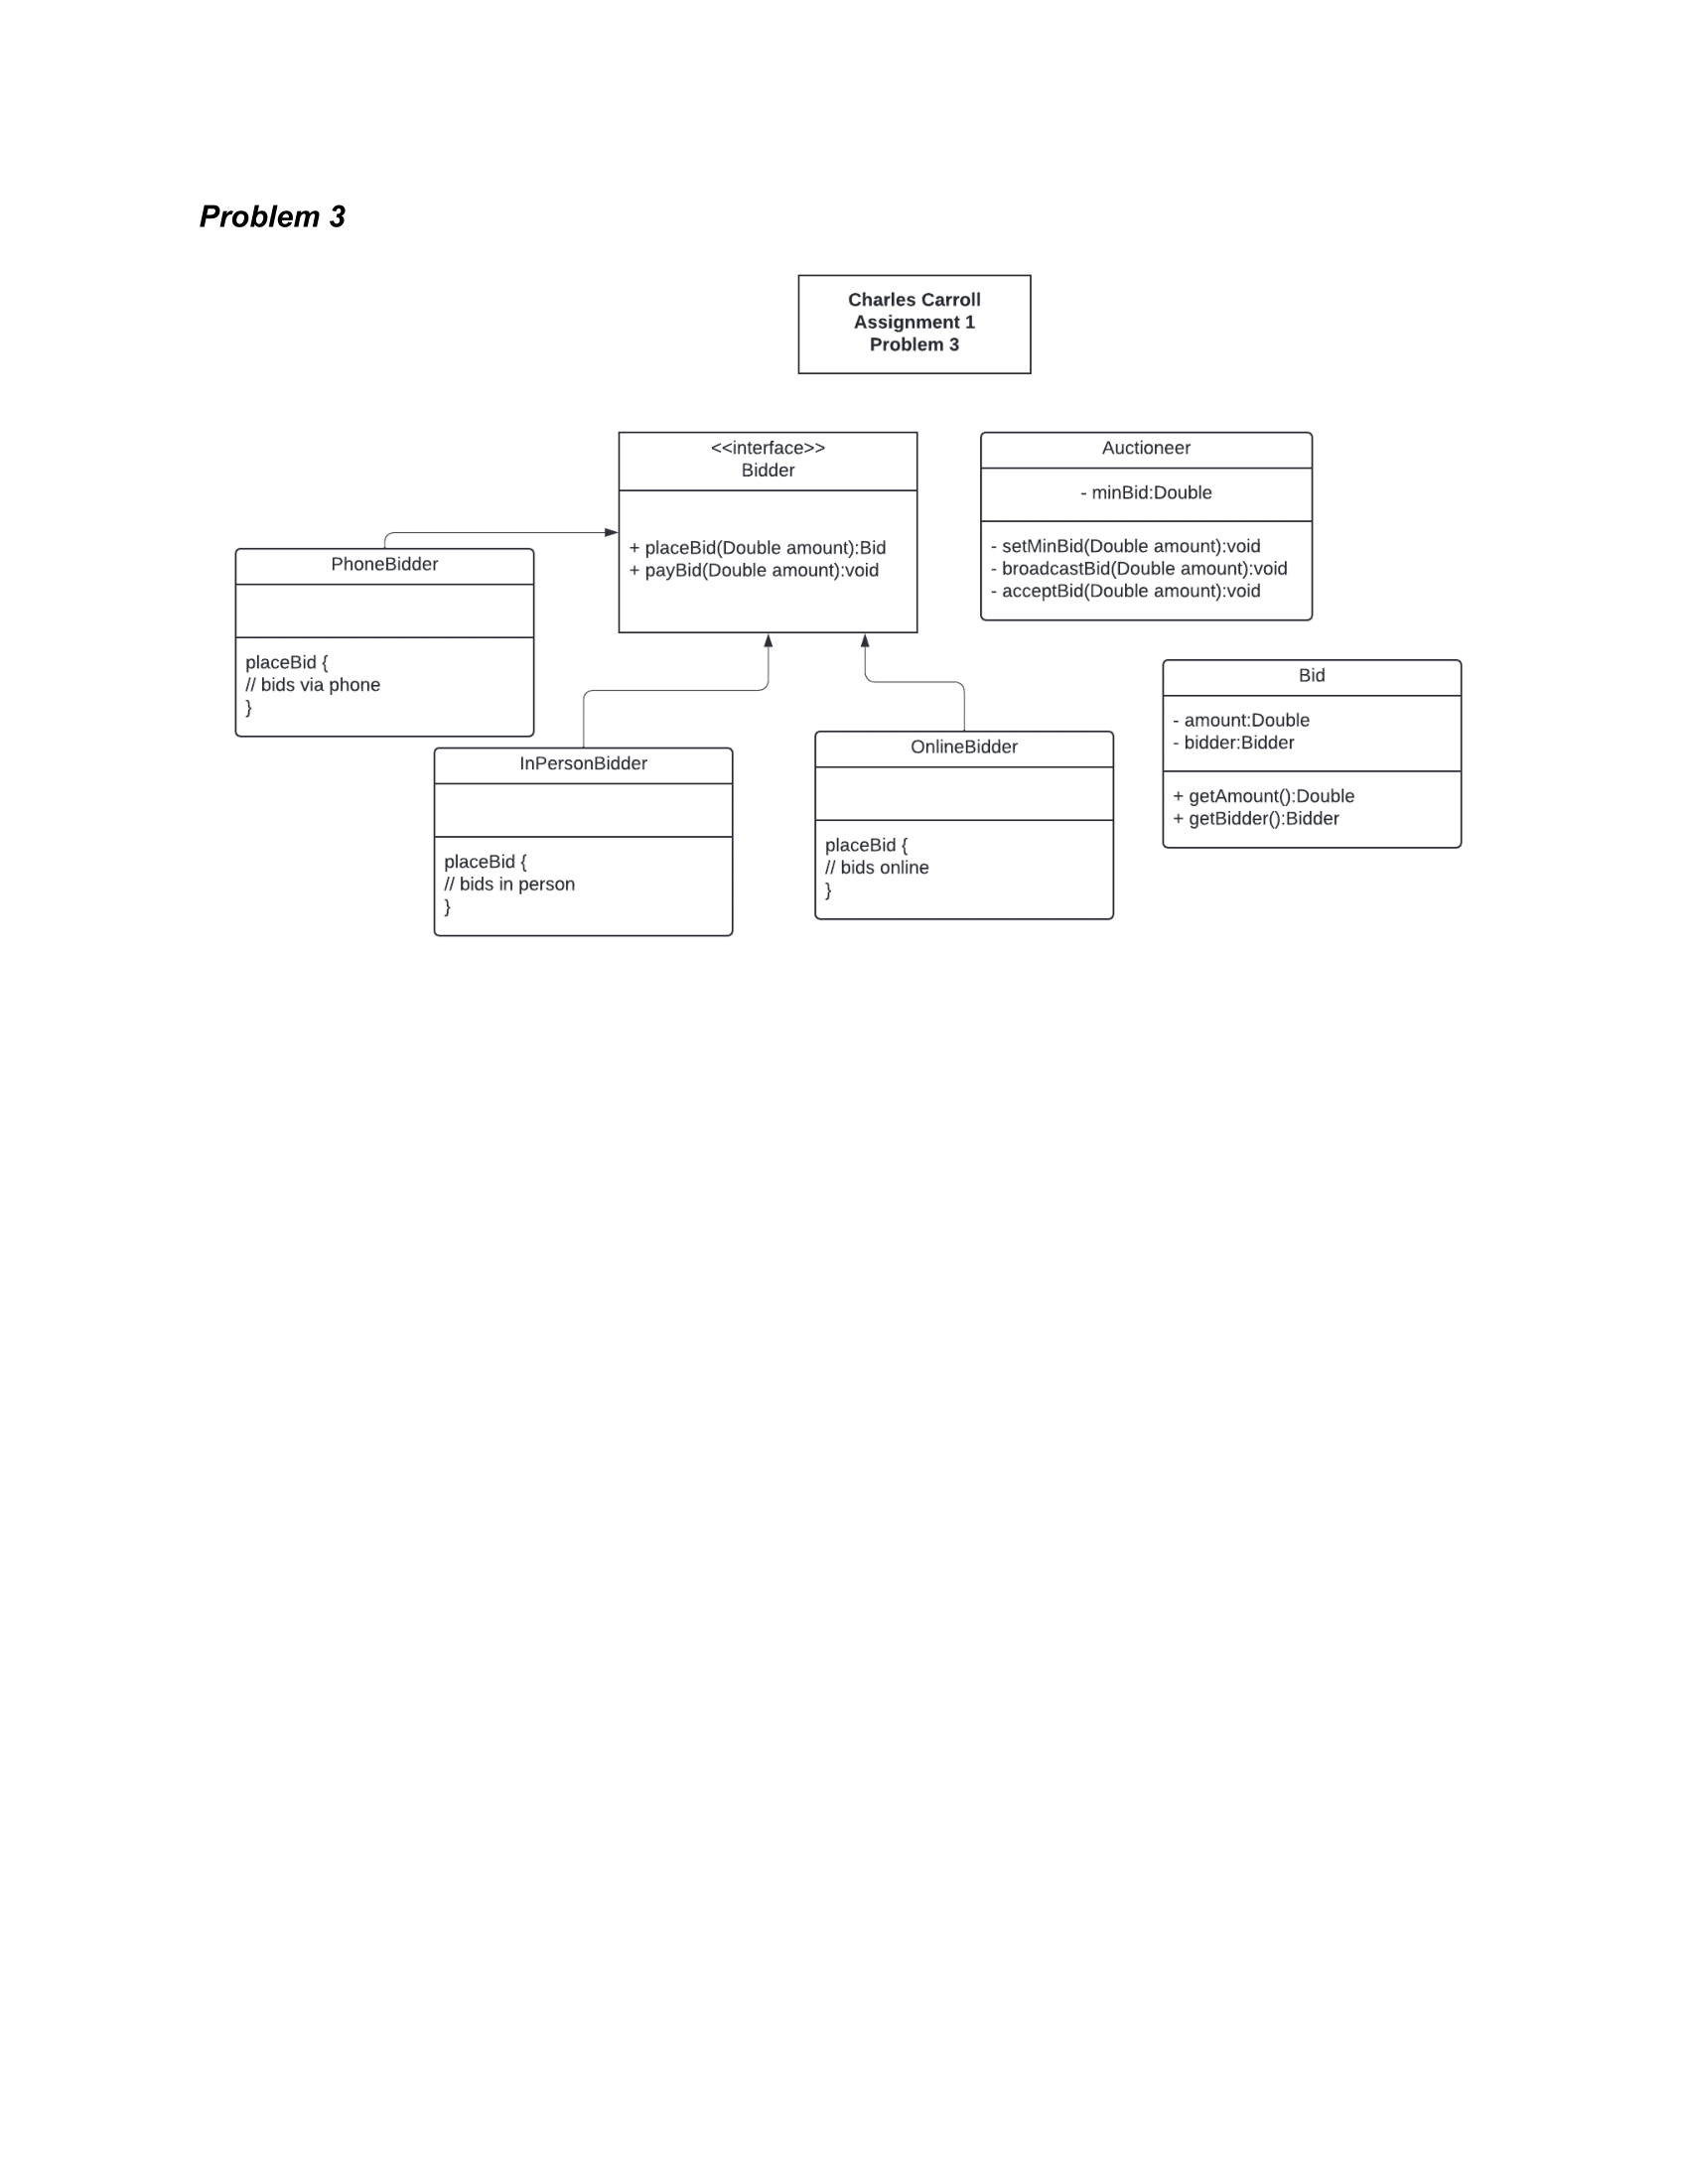 Problem 3
Charles Carroll
Assignment 1
Problem 3
<<interface>>
Bidder
+ placeBid(Double amount):Bid
+ payBid(Double amount):void
Auctioneer
- minBid:Double
- setMinBid(Double amount):void
- broadcastBid(Double amount):void
- acceptBid(Double amount):void
PhoneBidder
placeBid {
// bids via phone
}
InPersonBidder
placeBid {
// bids in person
}
OnlineBidder
placeBid {
// bids online
}
Bid
- amount:Double
- bidder:Bidder
+ getAmount():Double
+ getBidder():Bidder